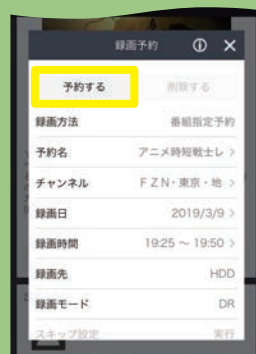 録画予約 ⓘ ×
予約する 削除する
録画方法 番組指定予約
予約名 アニメ時短戦士レ >
チャンネル FZN・東京・地 >
録画日 2019/3/9 >
録画時間 19:25 ～ 19:50 >
録画先 HDD
録画モード DR
スキップ設定 実行